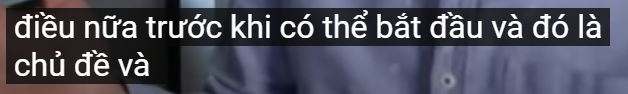 điều nữa trước khi có thể bắt đầu và đó là
chủ đề và